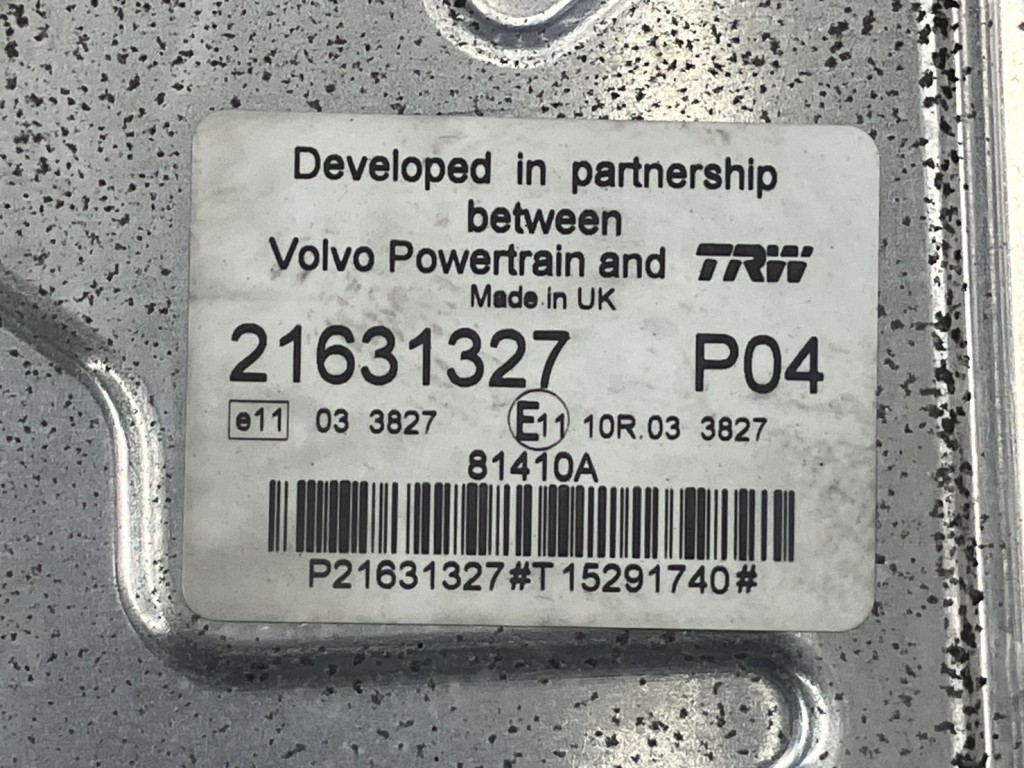 Developed in partnership
between
Volvo Powertrain and TRW
Made in UK
21631327 P04
e11 03 3827 E11 10R.03 3827
81410A
P21631327#T15291740#